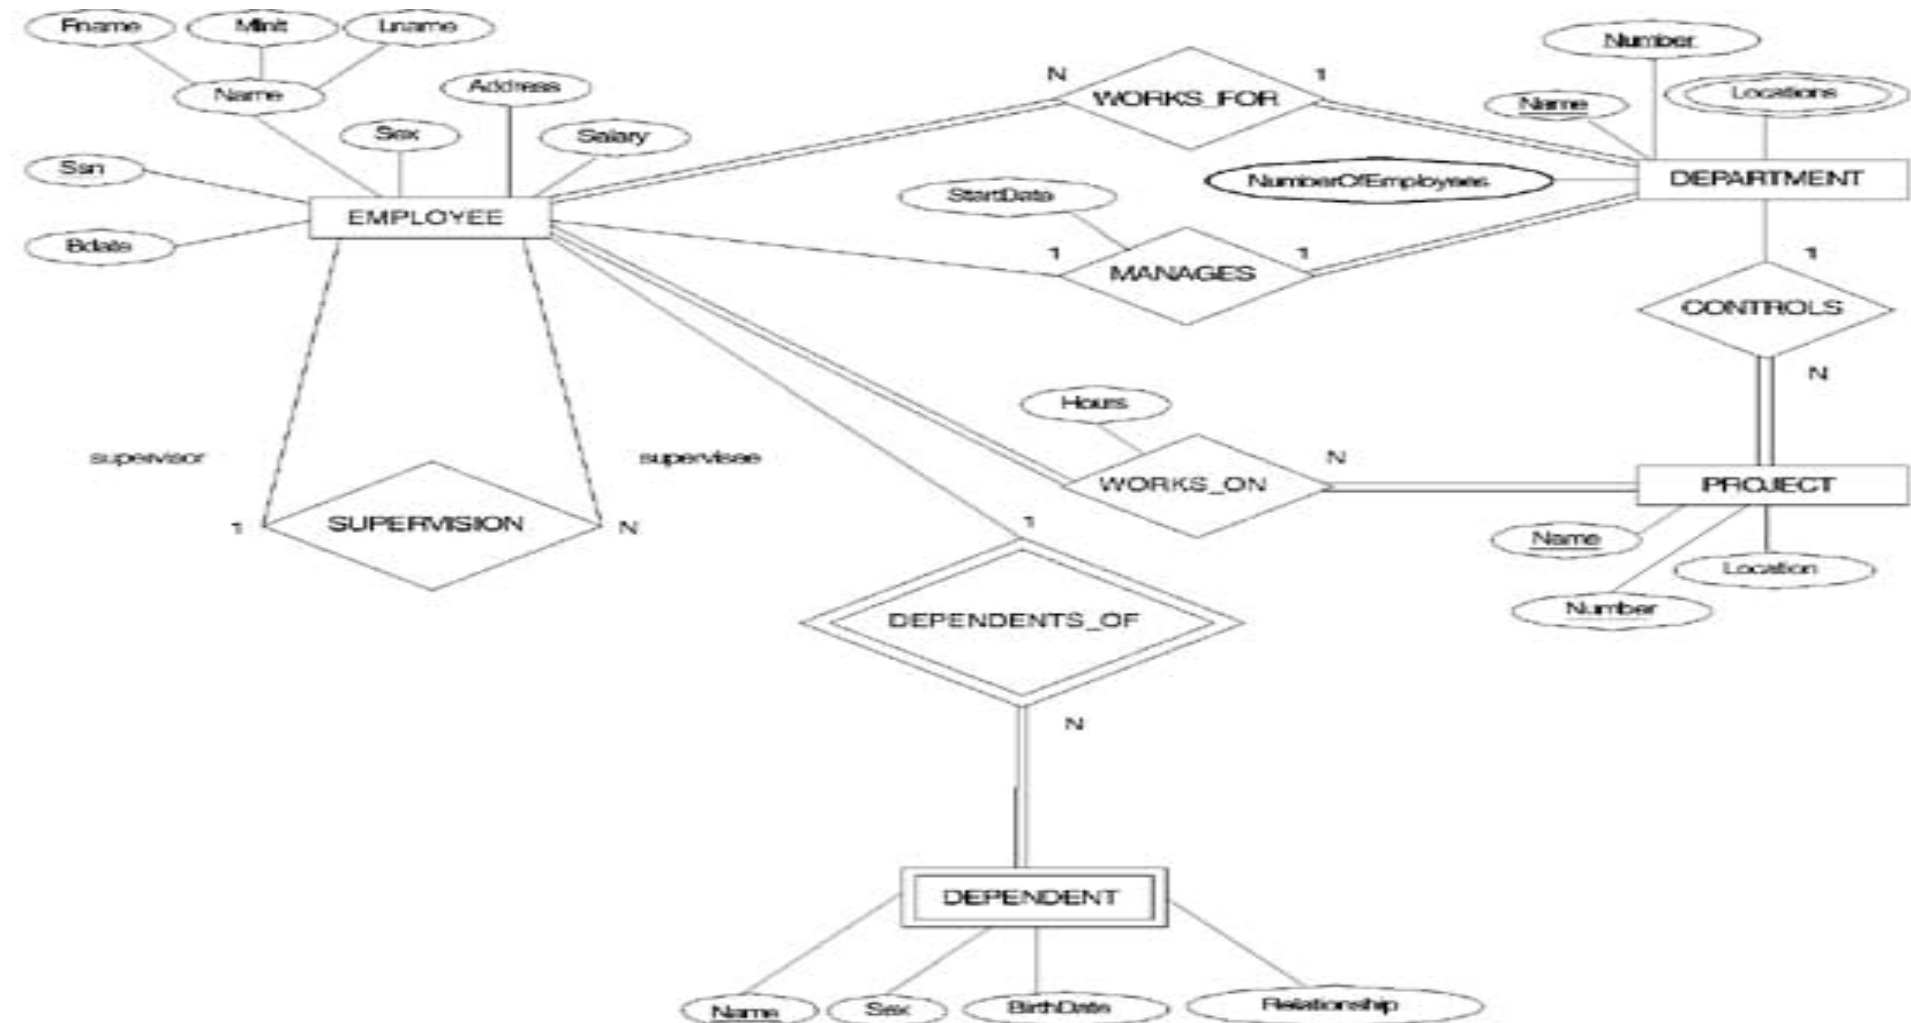 Fname
Minit
Lname
Number
Name
Address
N
1
WORKS_FOR
Name
Locations
Sex
Salary
Ssn
NumberOfEmployees
DEPARTMENT
StartDate
EMPLOYEE
Bdate
1
MANAGES
1
1
CONTROLS
N
Hours
supervisor
supervisee
N
WORKS_ON
PROJECT
1
SUPERVISION
N
1
Name
Location
Number
DEPENDENTS_OF
N
DEPENDENT
Name
Sex
BirthDate
Relationship